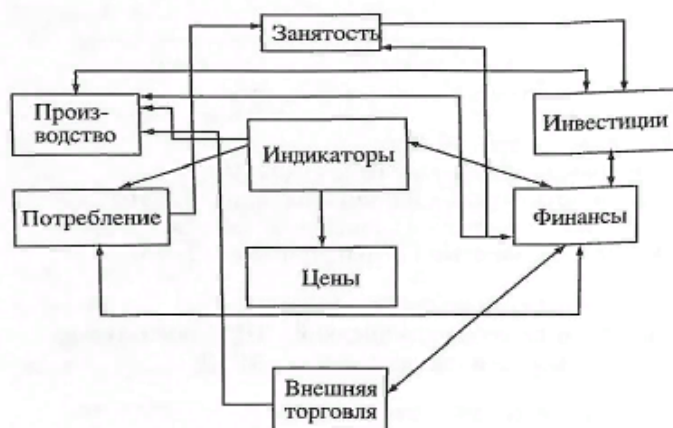 Занятость
Произ-
водство
Инвестиции
Индикаторы
Потребление
Финансы
Цены
Внешняя
торговля